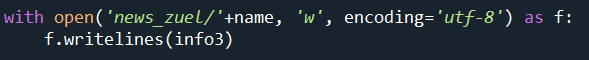 with open('news_zuel/'+name, 'w', encoding='utf-8') as f:
    f.writelines(info3)